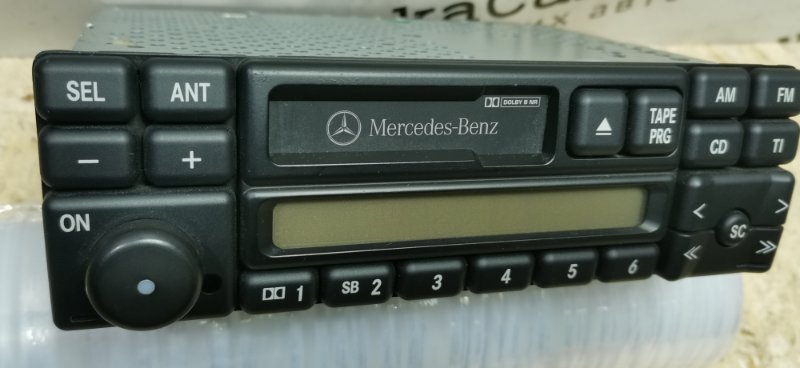 SEL ANT
DOLBY B NR
Mercedes-Benz
TAPE
PRG
AM FM
CD TI
− +
ON
< >
SC
<< >>
1 SB 2 3 4 5 6